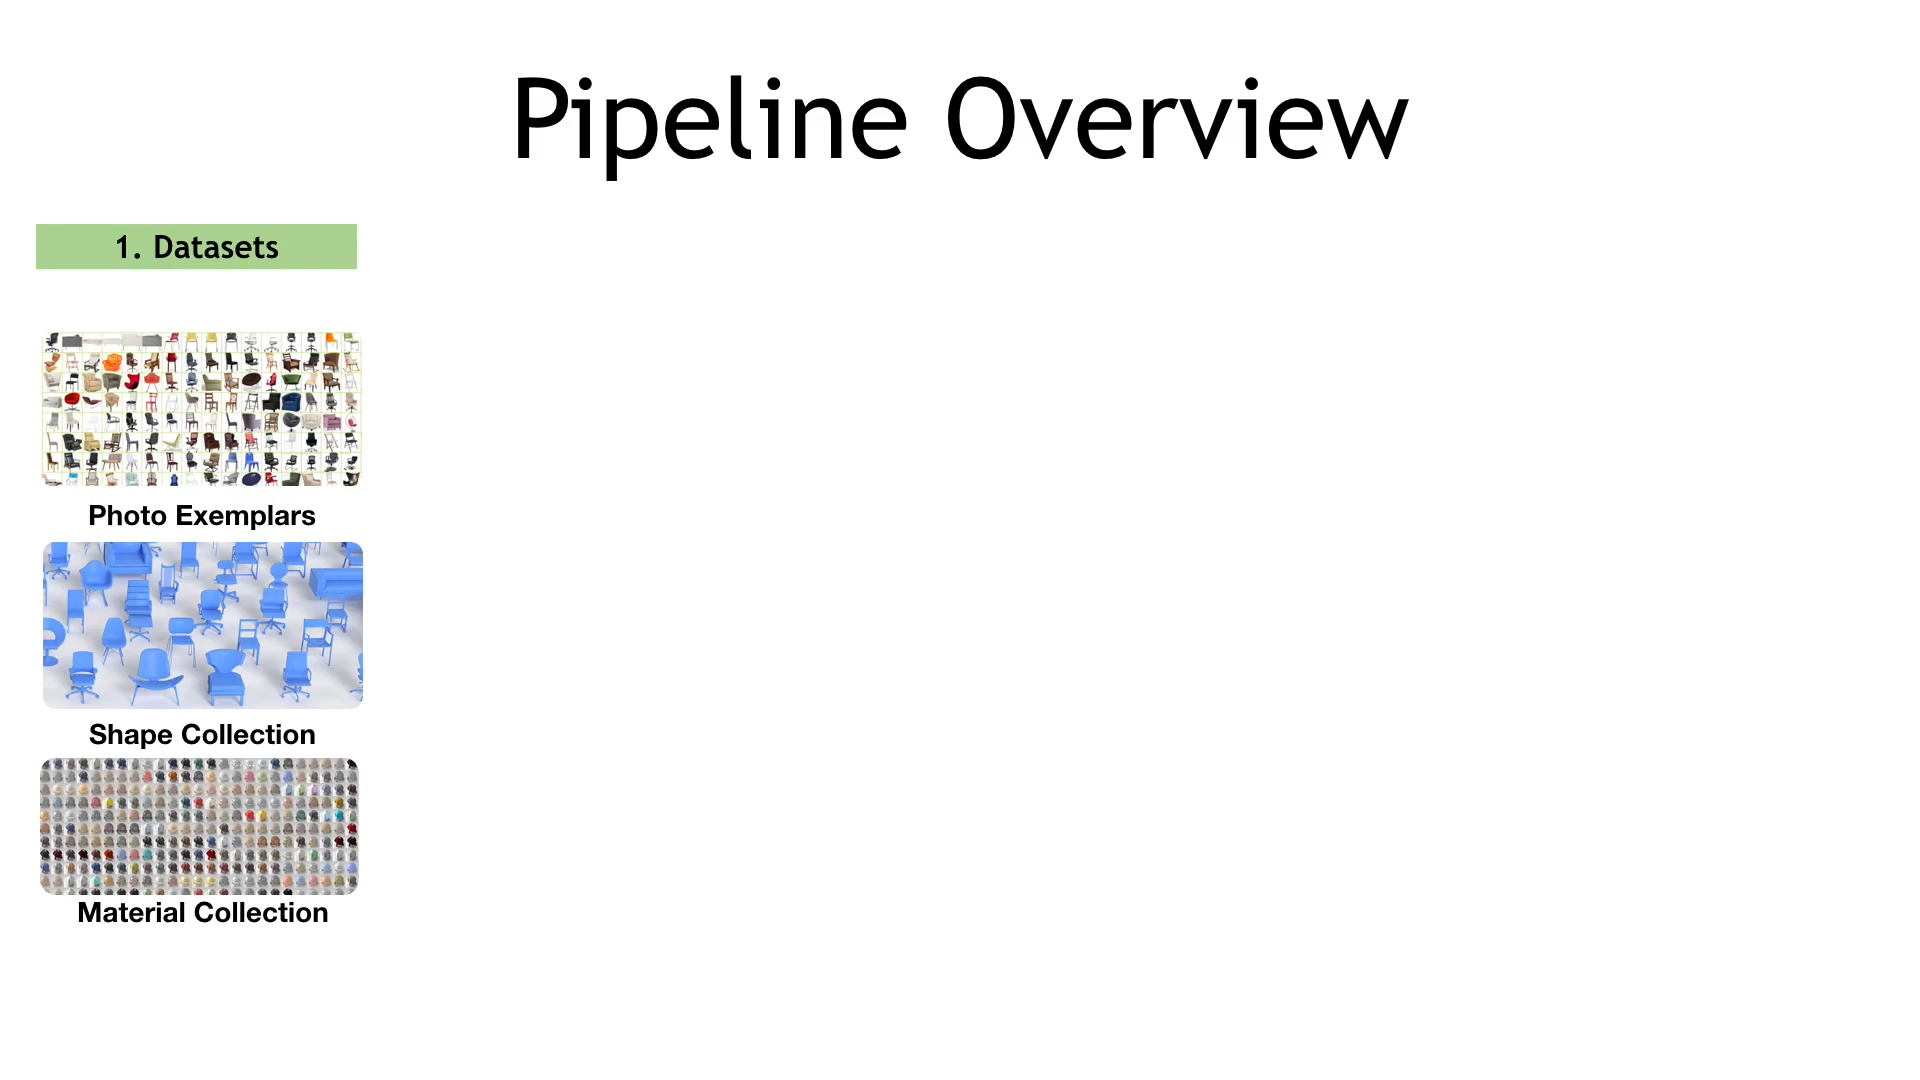 Pipeline Overview
1. Datasets
Photo Exemplars
Shape Collection
Material Collection